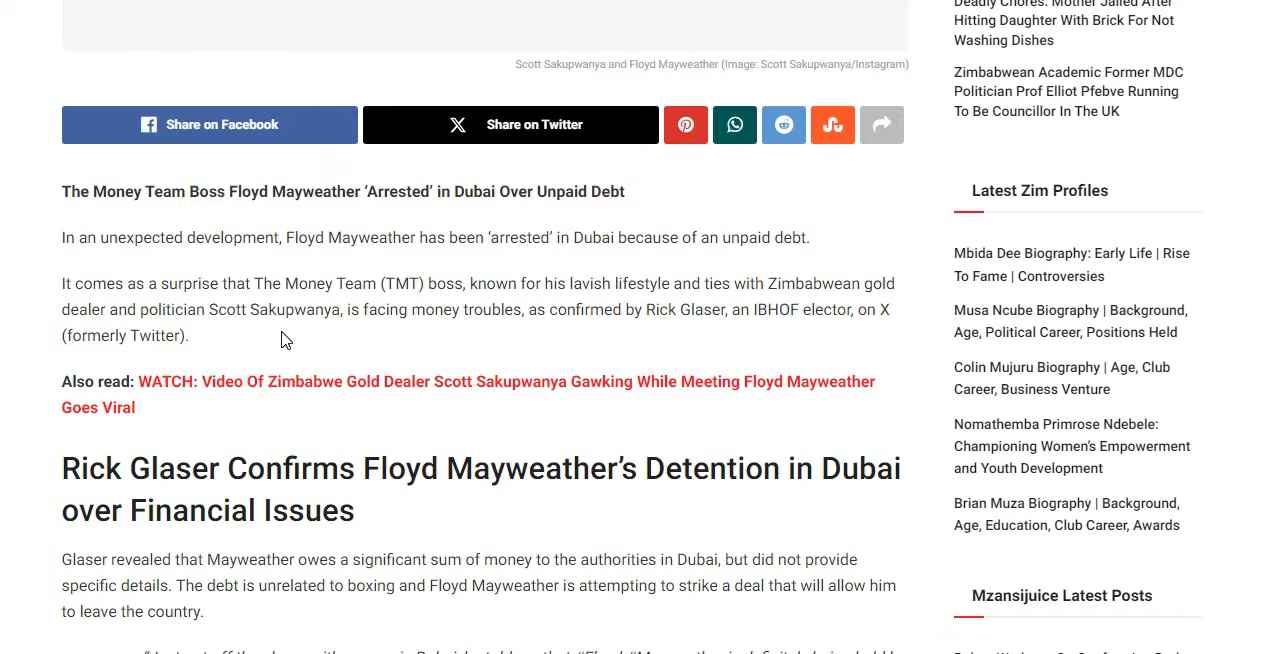 Scott Sakupwanya and Floyd Mayweather (Image: Scott Sakupwanya/Instagram)
Share on Facebook
Share on Twitter
The Money Team Boss Floyd Mayweather ‘Arrested’ in Dubai Over Unpaid Debt
In an unexpected development, Floyd Mayweather has been ‘arrested’ in Dubai because of an unpaid debt.
It comes as a surprise that The Money Team (TMT) boss, known for his lavish lifestyle and ties with Zimbabwean gold
dealer and politician Scott Sakupwanya, is facing money troubles, as confirmed by Rick Glaser, an IBHOF elector, on X
(formerly Twitter).
Also read: WATCH: Video Of Zimbabwe Gold Dealer Scott Sakupwanya Gawking While Meeting Floyd Mayweather
Goes Viral
Rick Glaser Confirms Floyd Mayweather’s Detention in Dubai
over Financial Issues
Glaser revealed that Mayweather owes a significant sum of money to the authorities in Dubai, but did not provide
specific details. The debt is unrelated to boxing and Floyd Mayweather is attempting to strike a deal that will allow him
to leave the country.
Deadly Chores: Mother Jailed After
Hitting Daughter With Brick For Not
Washing Dishes
Zimbabwean Academic Former MDC
Politician Prof Elliot Pfebve Running
To Be Councillor In The UK
Latest Zim Profiles
Mbida Dee Biography: Early Life | Rise
To Fame | Controversies
Musa Ncube Biography | Background,
Age, Political Career, Positions Held
Colin Mujuru Biography | Age, Club
Career, Business Venture
Nomathemba Primrose Ndebele:
Championing Women’s Empowerment
and Youth Development
Brian Muza Biography | Background,
Age, Education, Club Career, Awards
Mzansijuice Latest Posts